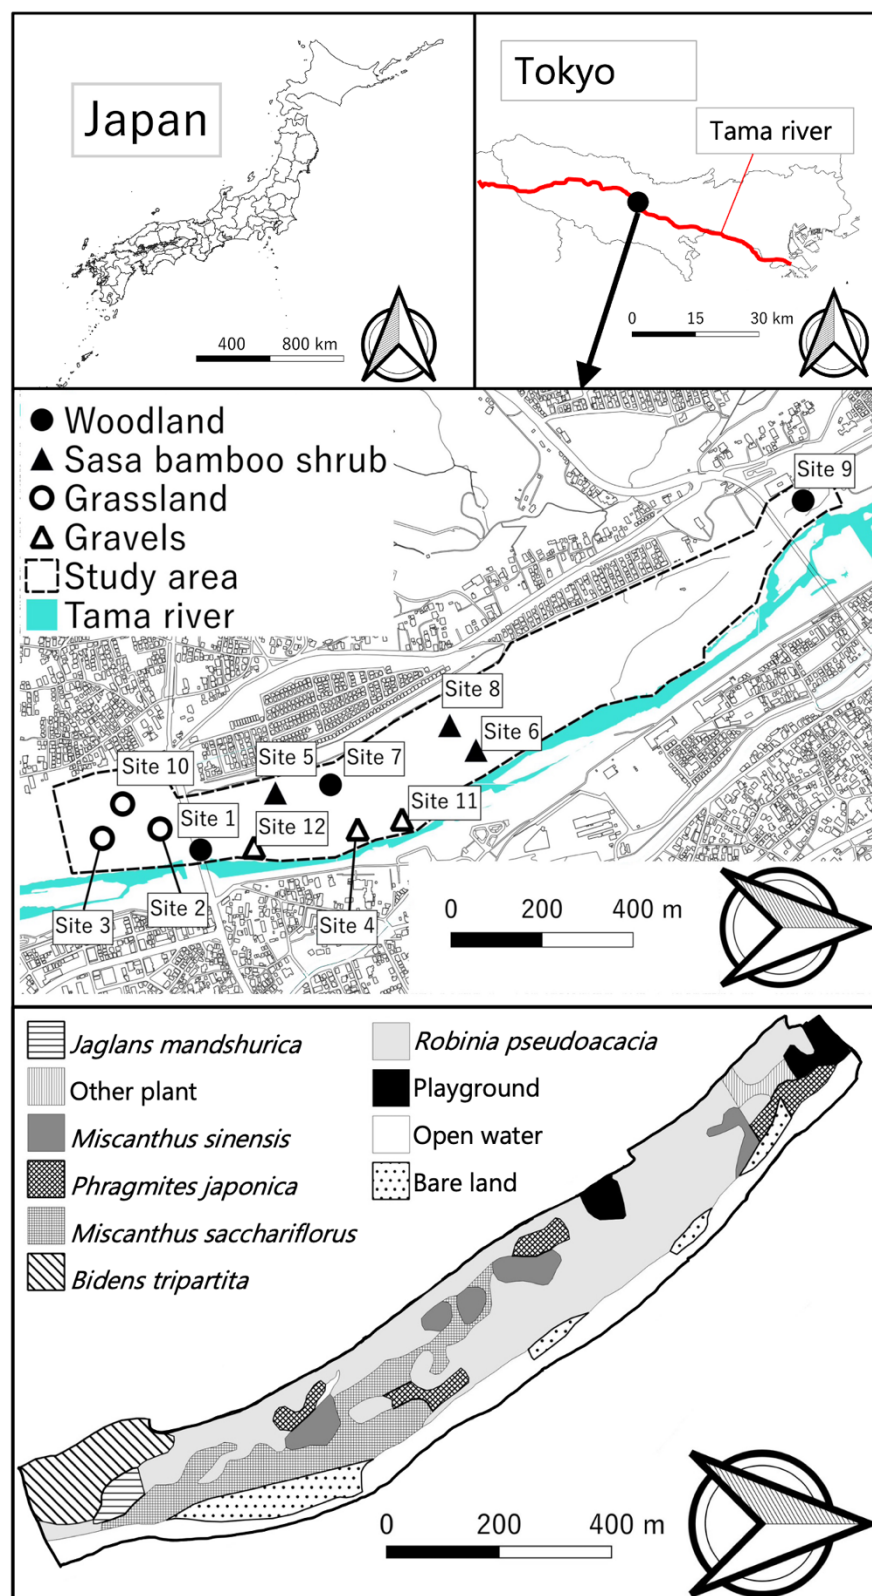 Japan
400
800 km
Tokyo
Tama river
0
15
30 km
Woodland
Sasa bamboo shrub
Grassland
Gravels
Study area
Tama river
Site 9
Site 8
Site 6
Site 10
Site 5
Site 7
Site 1
Site 12
Site 11
Site 3
Site 2
Site 4
0
200
400 m
Jaglans mandshurica
Other plant
Miscanthus sinensis
Phragmites japonica
Miscanthus sacchariflorus
Bidens tripartita
Robinia pseudoacacia
Playground
Open water
Bare land
0
200
400 m